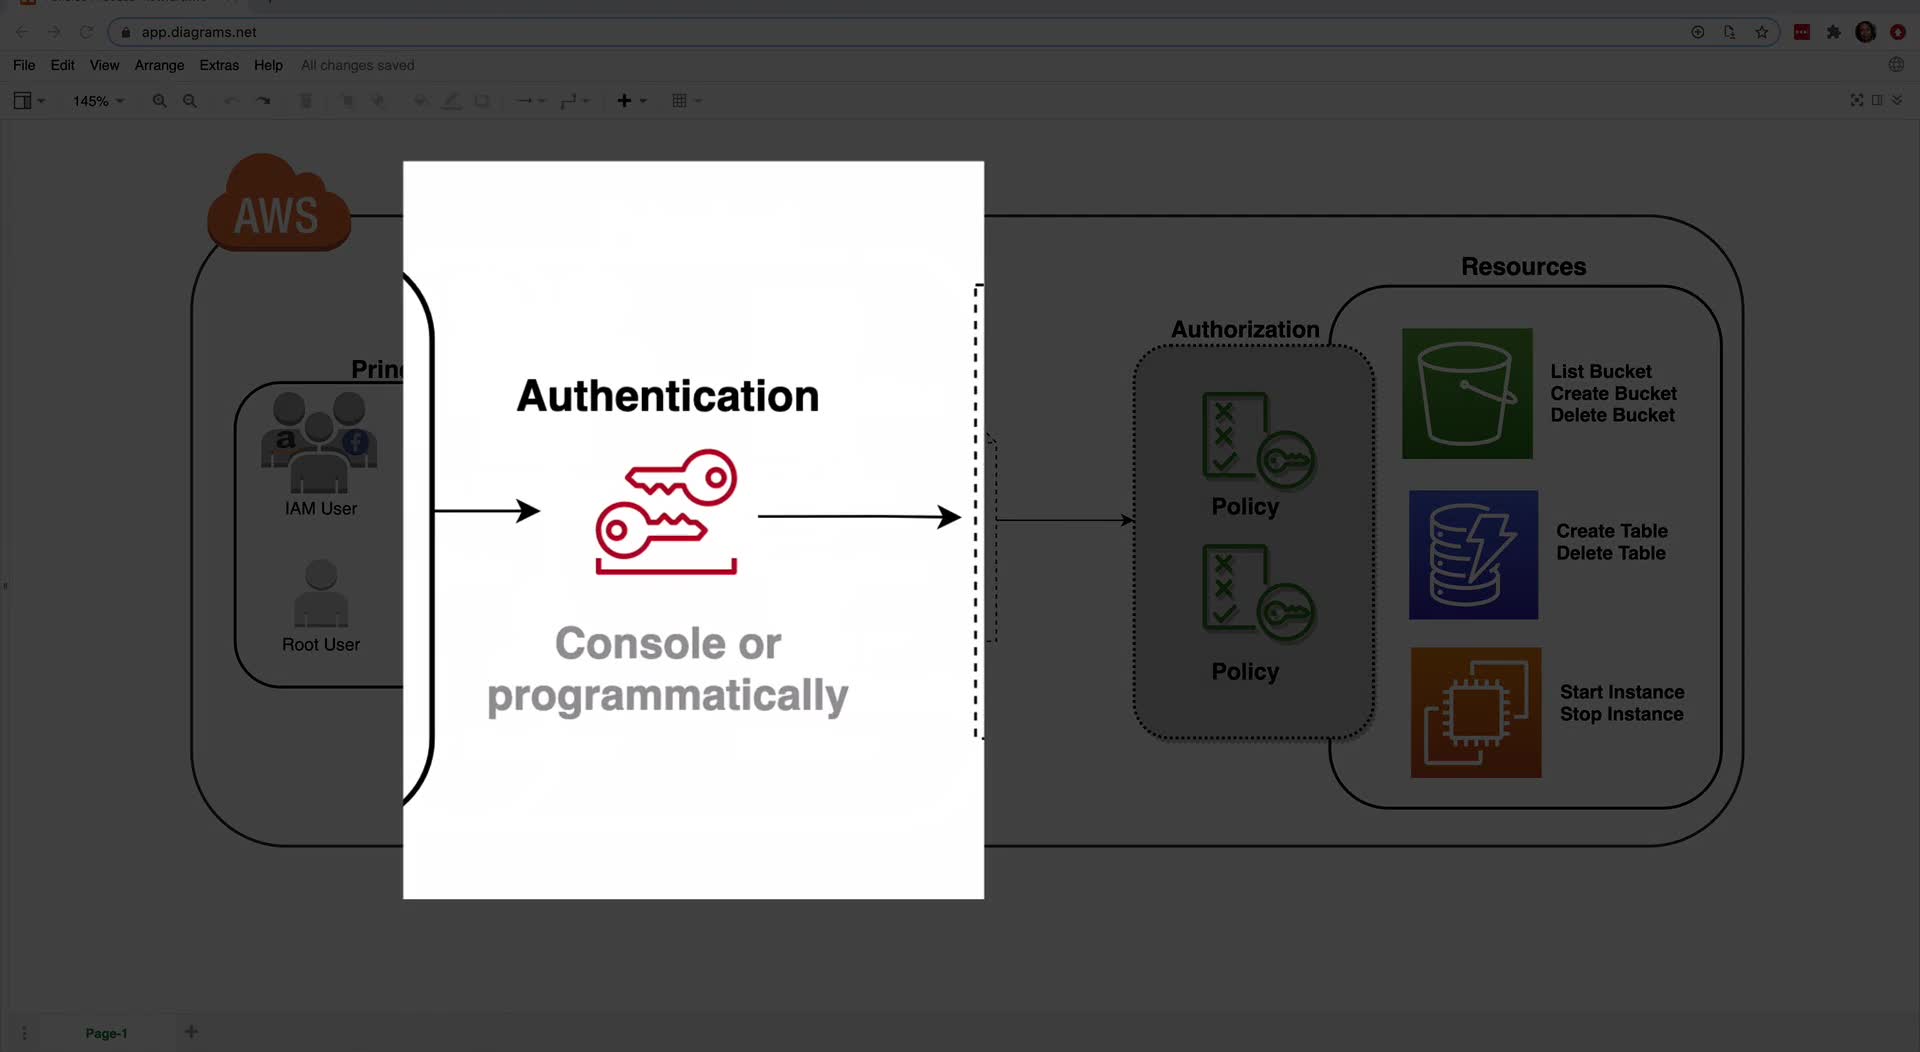 app.diagrams.net
File Edit View Arrange Extras Help All changes saved
145%
AWS
Resources
Authorization
List Bucket
Create Bucket
Delete Bucket
IAM User
Root User
Authentication
Console or
programmatically
Policy
Policy
Create Table
Delete Table
Start Instance
Stop Instance
Page-1